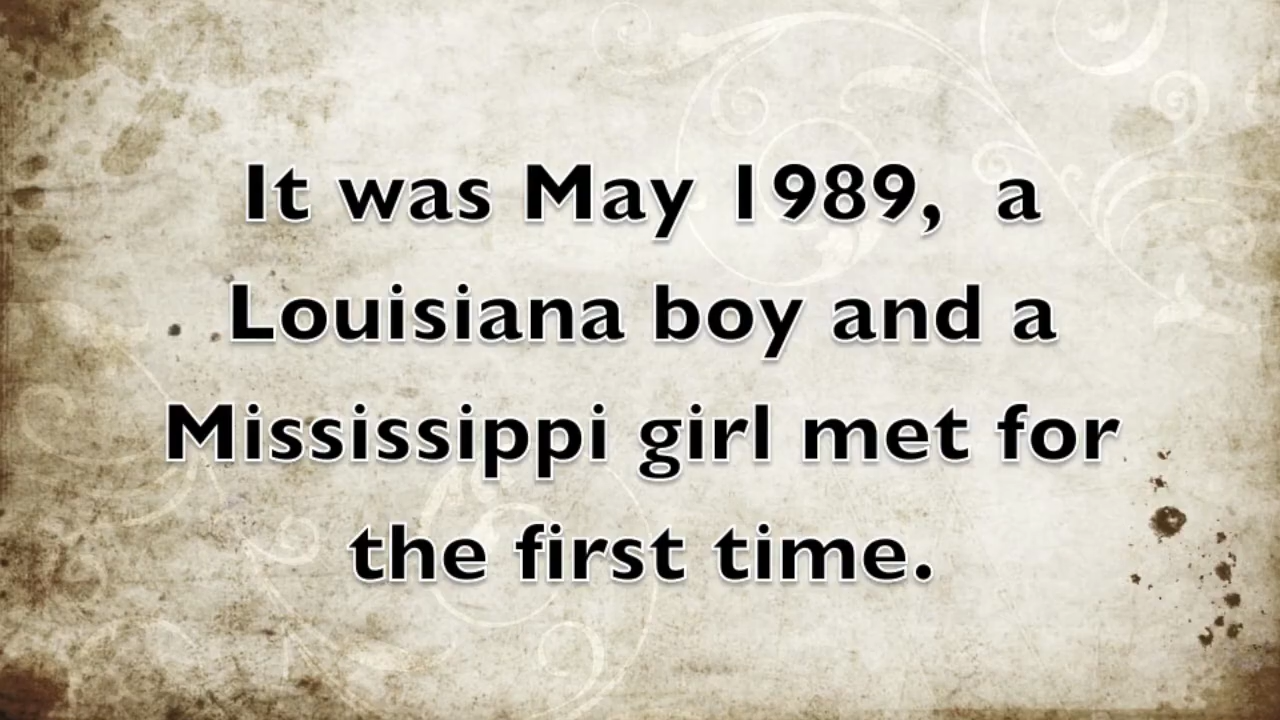 It was May 1989,  a
Louisiana boy and a
Mississippi girl met for
the first time.